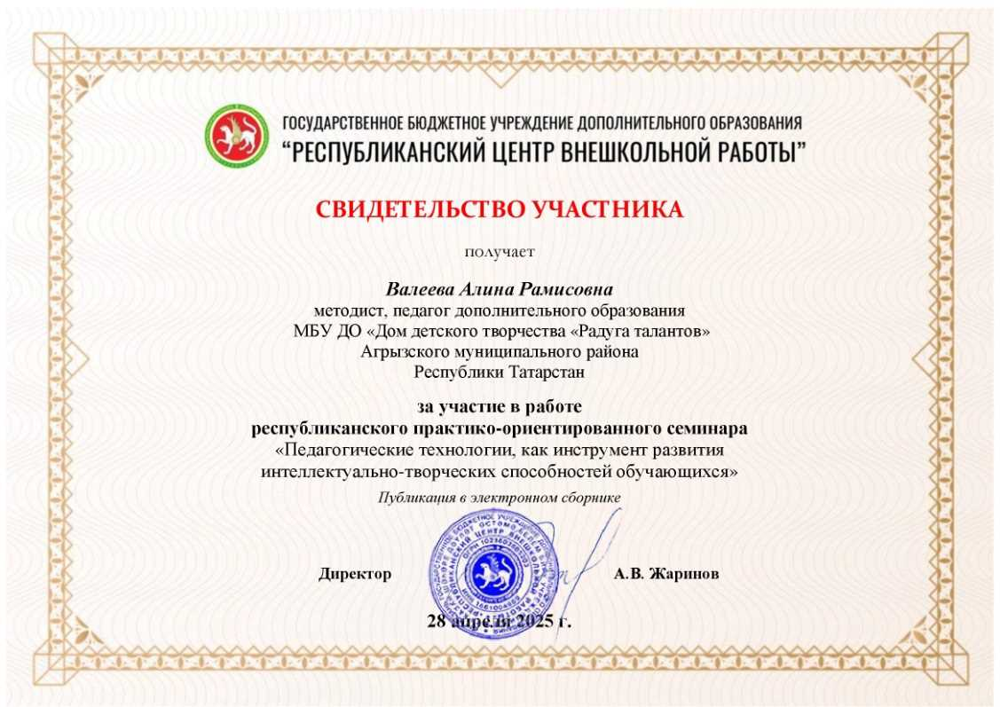 ГОСУДАРСТВЕННОЕ БЮДЖЕТНОЕ УЧРЕЖДЕНИЕ ДОПОЛНИТЕЛЬНОГО ОБРАЗОВАНИЯ
“РЕСПУБЛИКАНСКИЙ ЦЕНТР ВНЕШКОЛЬНОЙ РАБОТЫ”
СВИДЕТЕЛЬСТВО УЧАСТНИКА
получает
Валеева Алина Рамисовна
методист, педагог дополнительного образования
МБУ ДО «Дом детского творчества «Радуга талантов»
Агрызского муниципального района
Республики Татарстан
за участие в работе
республиканского практико-ориентированного семинара
«Педагогические технологии, как инструмент развития
интеллектуально-творческих способностей обучающихся»
Публикация в электронном сборнике
Директор
А.В. Жаринов
28 апреля 2025 г.